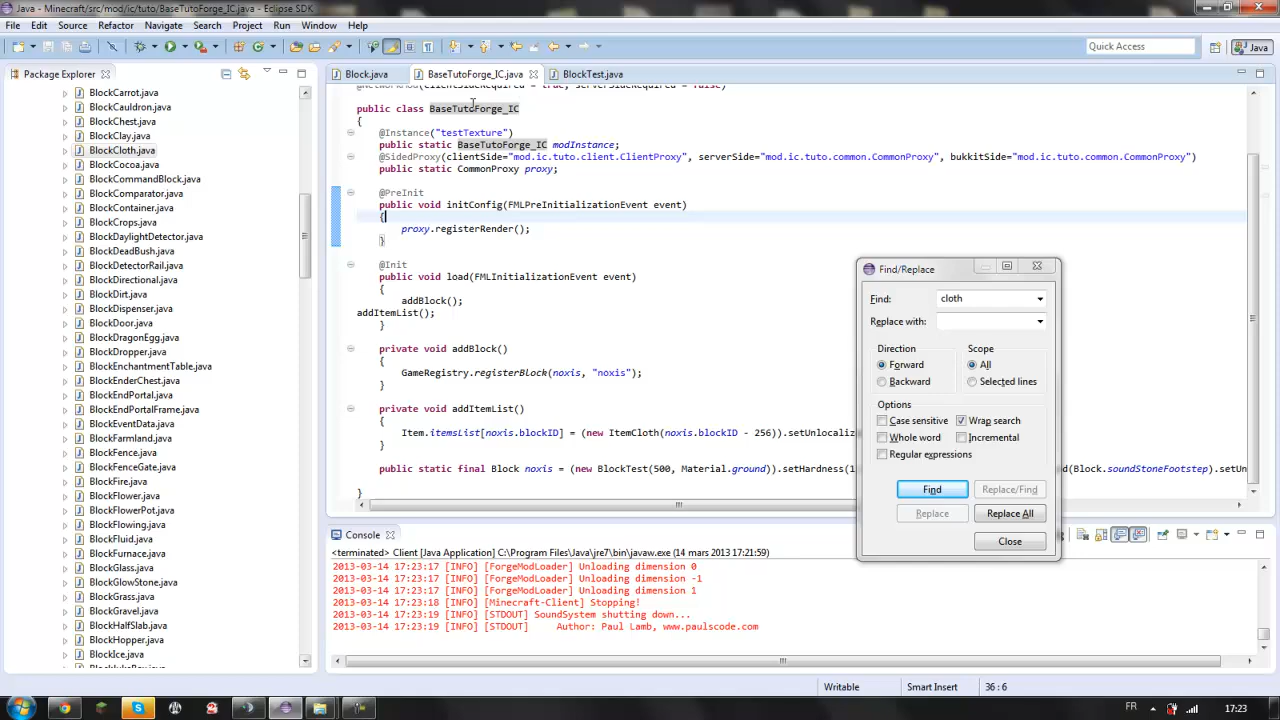 Java - Minecraft/src/mod/ic/tuto/BaseTutoForge_IC.java - Eclipse SDK
File Edit Source Refactor Navigate Search Project Run Window Help
Quick Access
Java
Package Explorer
BlockCarrot.java
BlockCauldron.java
BlockChest.java
BlockClay.java
BlockCloth.java
BlockCocoa.java
BlockCommandBlock.java
BlockComparator.java
BlockContainer.java
BlockCrops.java
BlockDaylightDetector.java
BlockDeadBush.java
BlockDetectorRail.java
BlockDirectional.java
BlockDirt.java
BlockDispenser.java
BlockDoor.java
BlockDragonEgg.java
BlockDropper.java
BlockEnchantmentTable.java
BlockEnderChest.java
BlockEndPortal.java
BlockEndPortalFrame.java
BlockEventData.java
BlockFarmland.java
BlockFence.java
BlockFenceGate.java
BlockFire.java
BlockFlower.java
BlockFlowerPot.java
BlockFlowing.java
BlockFluid.java
BlockFurnace.java
BlockGlass.java
BlockGlowStone.java
BlockGrass.java
BlockGravel.java
BlockHalfSlab.java
BlockHopper.java
BlockIce.java
Block.java BaseTutoForge_IC.java BlockTest.java
@NetworkMod(clientSideRequired = true, serverSideRequired = false)
public class BaseTutoForge_IC
{
@Instance("testTexture")
public static BaseTutoForge_IC modInstance;
@SidedProxy(clientSide="mod.ic.tuto.client.ClientProxy", serverSide="mod.ic.tuto.common.CommonProxy", bukkitSide="mod.ic.tuto.common.CommonProxy")
public static CommonProxy proxy;
@PreInit
public void initConfig(FMLPreInitializationEvent event)
{
proxy.registerRender();
}
@Init
public void load(FMLInitializationEvent event)
{
addBlock();
addItemList();
}
private void addBlock()
{
GameRegistry.registerBlock(noxis, "noxis");
}
private void addItemList()
{
Item.itemsList[noxis.blockID] = (new ItemCloth(noxis.blockID - 256)).setUnlocaliz
}
public static final Block noxis = (new BlockTest(500, Material.ground)).setHardness(1 d(Block.soundStoneFootstep).setUn
}
Find/Replace
Find: cloth
Replace with:
Direction Scope
Forward All
Backward Selected lines
Options
Case sensitive Wrap search
Whole word Incremental
Regular expressions
Find Replace/Find
Replace Replace All
Close
Console
<terminated> Client [Java Application] C:\Program Files\Java\jre7\bin\javaw.exe (14 mars 2013 17:21:59)
2013-03-14 17:23:17 [INFO] [ForgeModLoader] Unloading dimension 0
2013-03-14 17:23:17 [INFO] [ForgeModLoader] Unloading dimension -1
2013-03-14 17:23:17 [INFO] [ForgeModLoader] Unloading dimension 1
2013-03-14 17:23:18 [INFO] [Minecraft-Client] Stopping!
2013-03-14 17:23:19 [INFO] [STDOUT] SoundSystem shutting down...
2013-03-14 17:23:19 [INFO] [STDOUT] Author: Paul Lamb, www.paulscode.com
Writable Smart Insert 36 : 6
FR 17:23